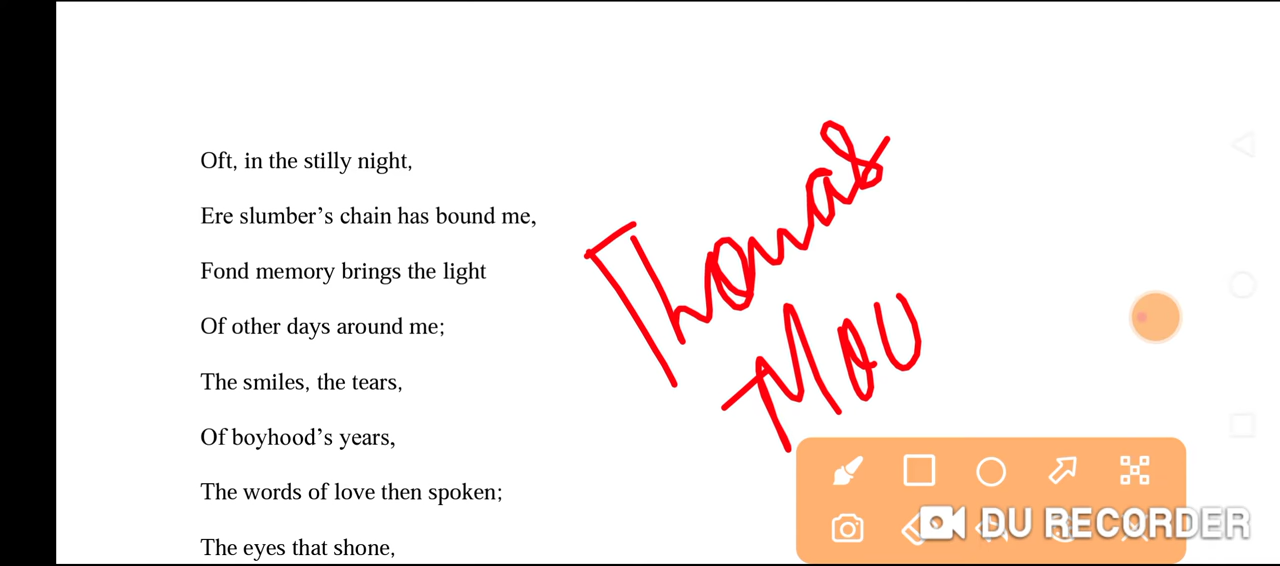 Oft, in the stilly night,
Ere slumber’s chain has bound me,
Fond memory brings the light
Of other days around me;
The smiles, the tears,
Of boyhood’s years,
The words of love then spoken;
The eyes that shone,
Thomas
Mou
DU RECORDER